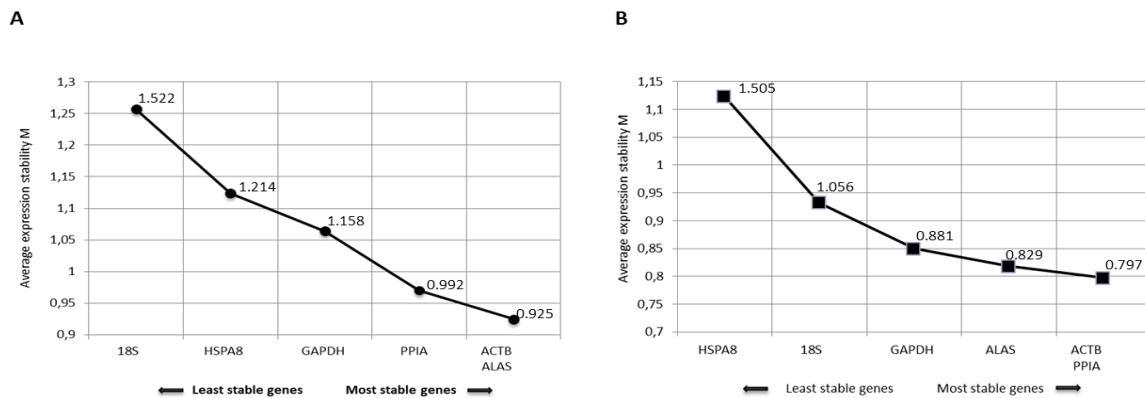 A
Average expression stability M
1,3
1,25
1,2
1,15
1,1
1,05
1
0,95
0,9
1.522
1.214
1.158
0.992
0.925
18S
HSPA8
GAPDH
PPIA
ACTB
ALAS
Least stable genes
Most stable genes
B
Average expression stability M
1,15
1,1
1,05
1
0,95
0,9
0,85
0,8
0,75
0,7
1.505
1.056
0.881
0.829
0.797
HSPA8
18S
GAPDH
ALAS
ACTB
PPIA
Least stable genes
Most stable genes